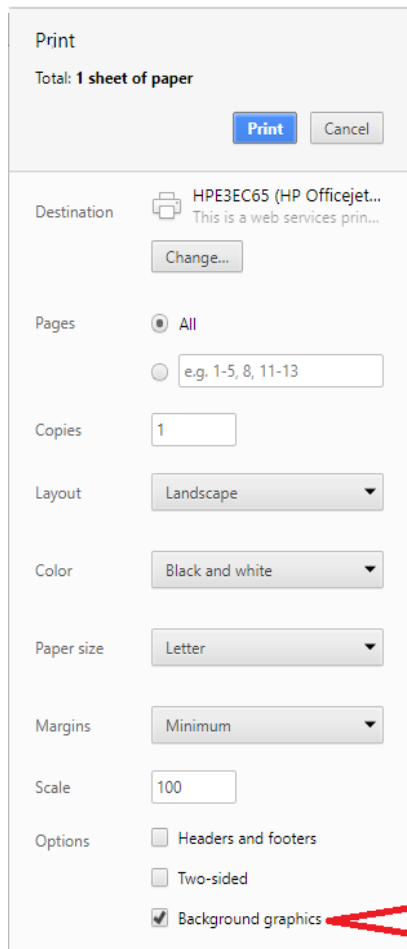 Print
Total: 1 sheet of paper
Print Cancel
Destination HPE3EC65 (HP Officejet...
This is a web services prin...
Change...
Pages All
e.g. 1-5, 8, 11-13
Copies 1
Layout Landscape
Color Black and white
Paper size Letter
Margins Minimum
Scale 100
Options Headers and footers
Two-sided
Background graphics